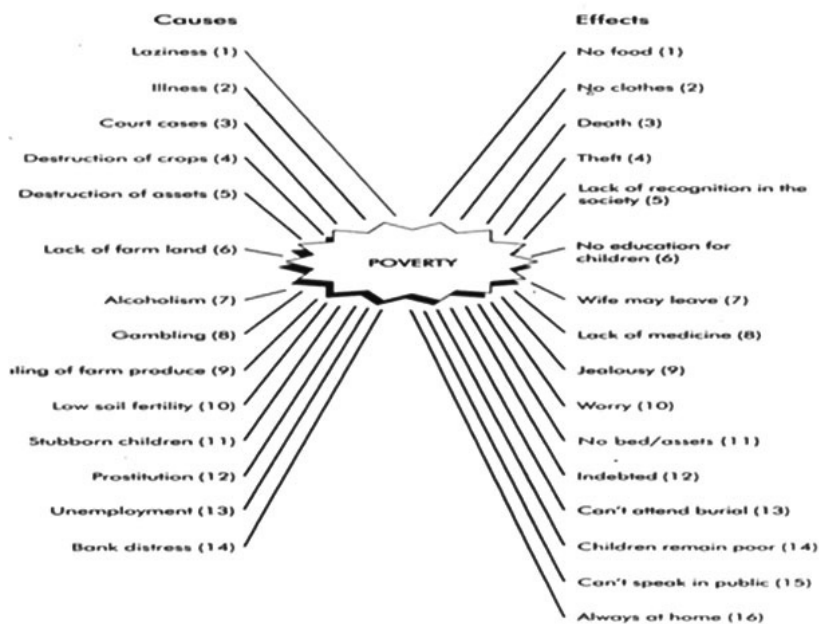 Causes
Laziness (1)
Illness (2)
Court cases (3)
Destruction of crops (4)
Destruction of assets (5)
Lack of farm land (6)
Alcoholism (7)
Gambling (8)
of farm produce (9)
Low soil fertility (10)
Stubborn children (11)
Prostitution (12)
Unemployment (13)
Bank distress (14)
POVERTY
Effects
No food (1)
No clothes (2)
Death (3)
Theft (4)
Lack of recognition in the
society (5)
No education for
children (6)
Wife may leave (7)
Lack of medicine (8)
Jealousy (9)
Worry (10)
No bed/assets (11)
Indebted (12)
Can't attend burial (13)
Children remain poor (14)
Can't speak in public (15)
Always at home (16)